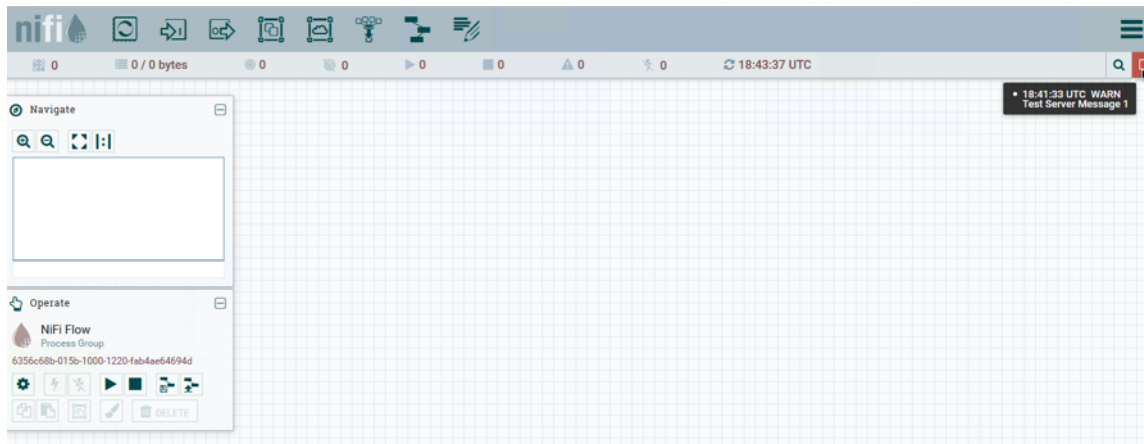 nifi
0
0 / 0 bytes
0
0
0
0
0
0
18:43:37 UTC
18:41:33 UTC WARN
Test Server Message 1
Navigate
Operate
NiFi Flow
Process Group
6356c68b-015b-1000-1220-fab4ae64694d
DELETE